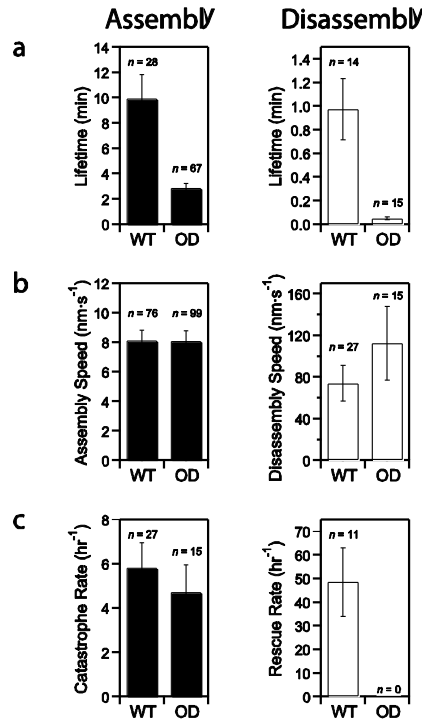 Assembly Disassembly
a
Lifetime (min)
14
12
10
8
6
4
2
0
n = 28
n = 67
WT OD
Lifetime (min)
1.4
1.2
1.0
0.8
0.6
0.4
0.2
0.0
n = 14
n = 15
WT OD
b
Assembly Speed (nm·s-1)
12
10
8
6
4
2
0
n = 76 n = 99
WT OD
Disassembly Speed (nm·s-1)
160
120
80
40
0
n = 15
n = 27
WT OD
c
Catastrophe Rate (hr-1)
8
6
4
2
0
n = 27
n = 15
WT OD
Rescue Rate (hr-1)
80
70
60
50
40
30
20
10
0
n = 11
n = 0
WT OD